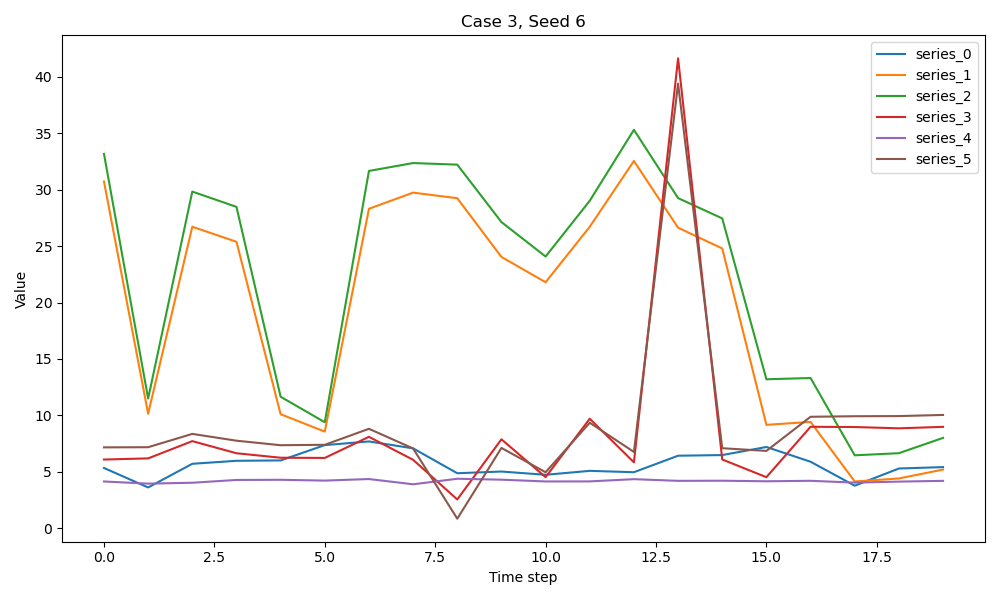 Case 3, Seed 6
Value
40
35
30
25
20
15
10
5
0
series_0
series_1
series_2
series_3
series_4
series_5
0.0 2.5 5.0 7.5 10.0 12.5 15.0 17.5
Time step